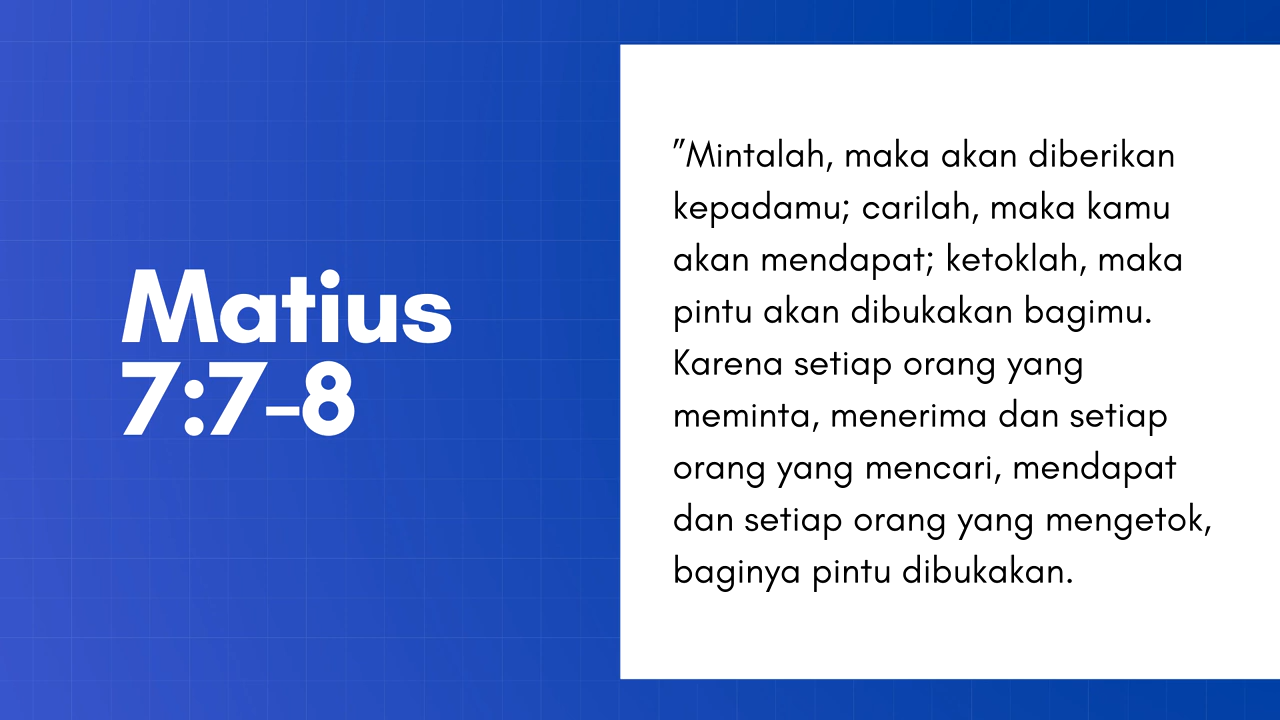 Matius
7:7-8
"Mintalah, maka akan diberikan
kepadamu; carilah, maka kamu
akan mendapat; ketoklah, maka
pintu akan dibukakan bagimu.
Karena setiap orang yang
meminta, menerima dan setiap
orang yang mencari, mendapat
dan setiap orang yang mengetok,
baginya pintu dibukakan.